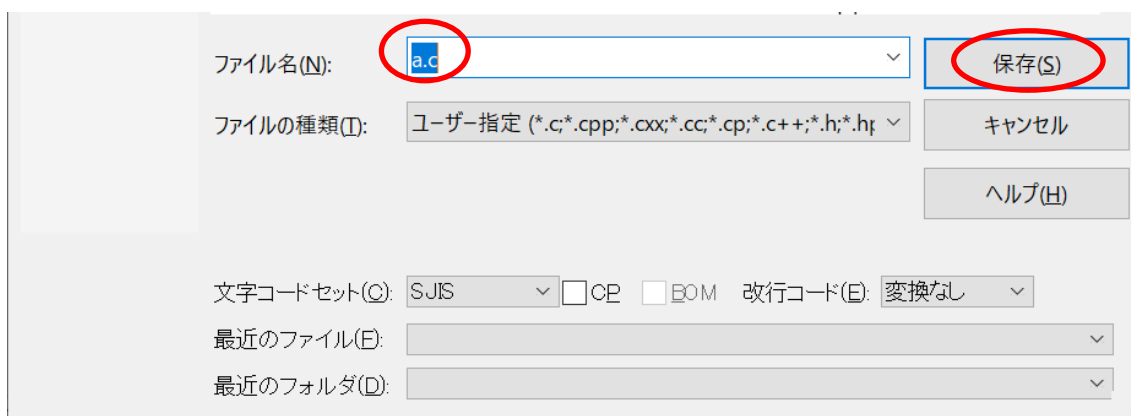 ファイル名(N): a.c 保存(S)
ファイルの種類(T): ユーザー指定 (*.c;*.cpp;*.cxx;*.cc;*.cp;*.c++;*.h;*.hp キャンセル
ヘルプ(H)
文字コードセット(C): SJIS CP BOM 改行コード(E): 変換なし
最近のファイル(F):
最近のフォルダ(D):